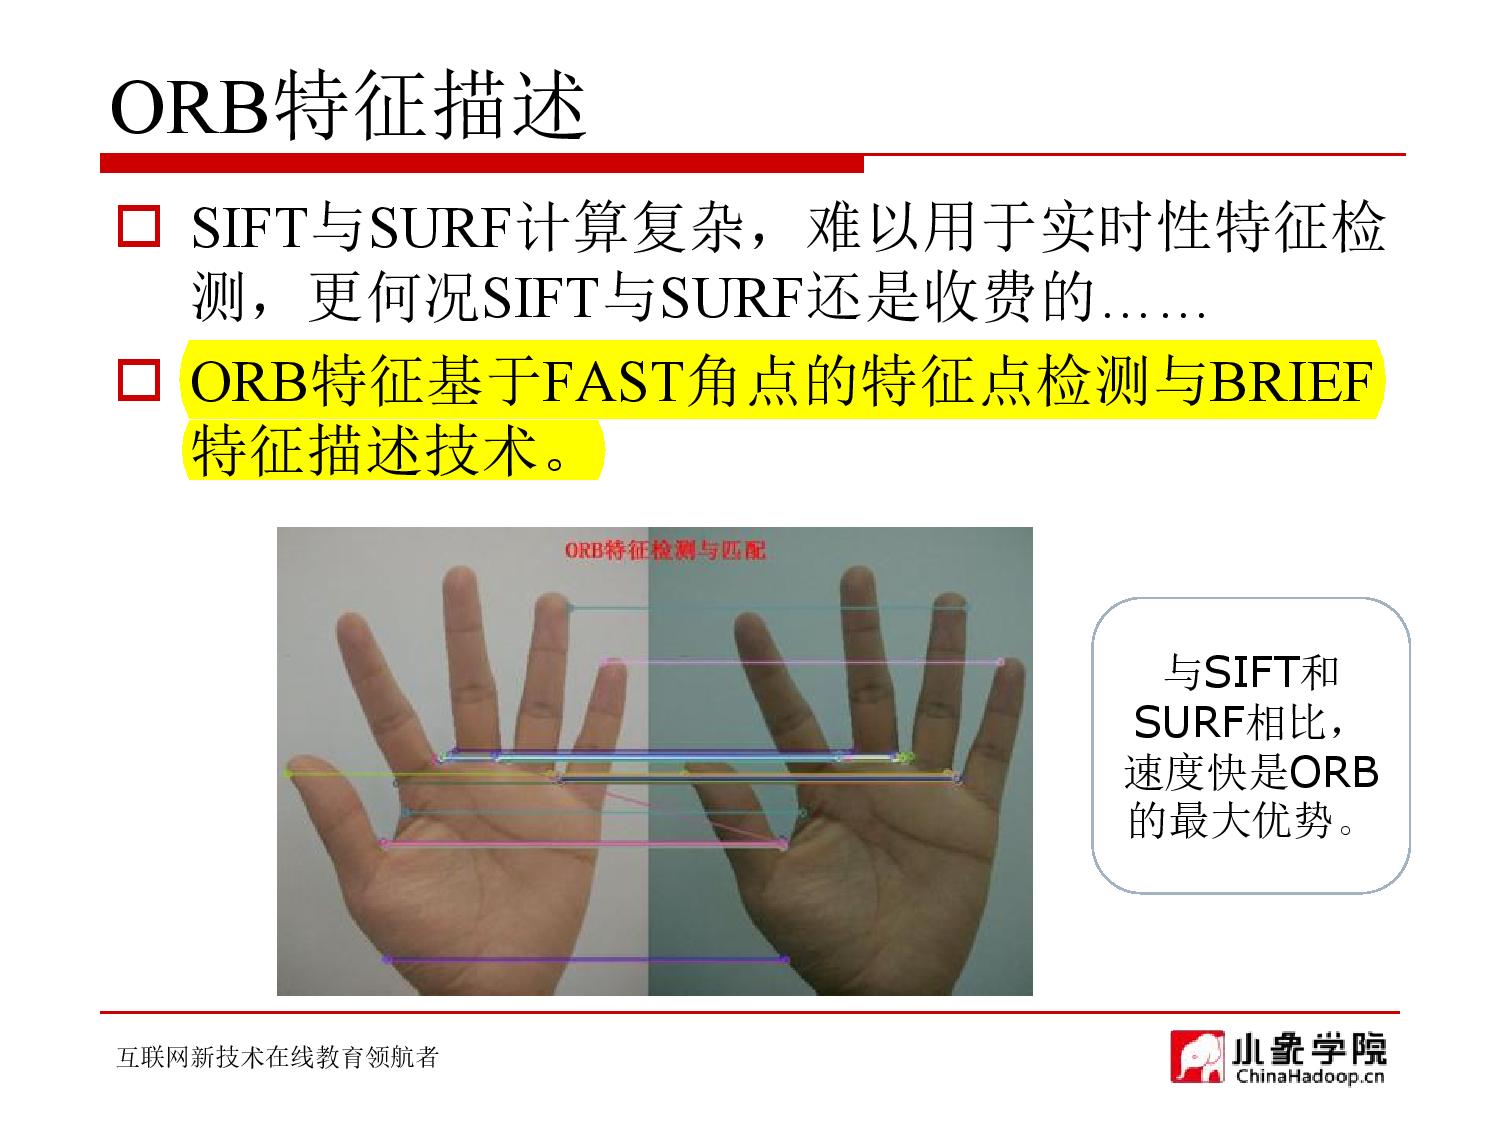 ORB特征描述
SIFT与SURF计算复杂，难以用于实时性特征检
测，更何况SIFT与SURF还是收费的……
ORB特征基于FAST角点的特征点检测与BRIEF
特征描述技术。
ORB特征检测与匹配
与SIFT和
SURF相比，
速度快是ORB
的最大优势。
互联网新技术在线教育领航者
小象学院
ChinaHadoop.cn